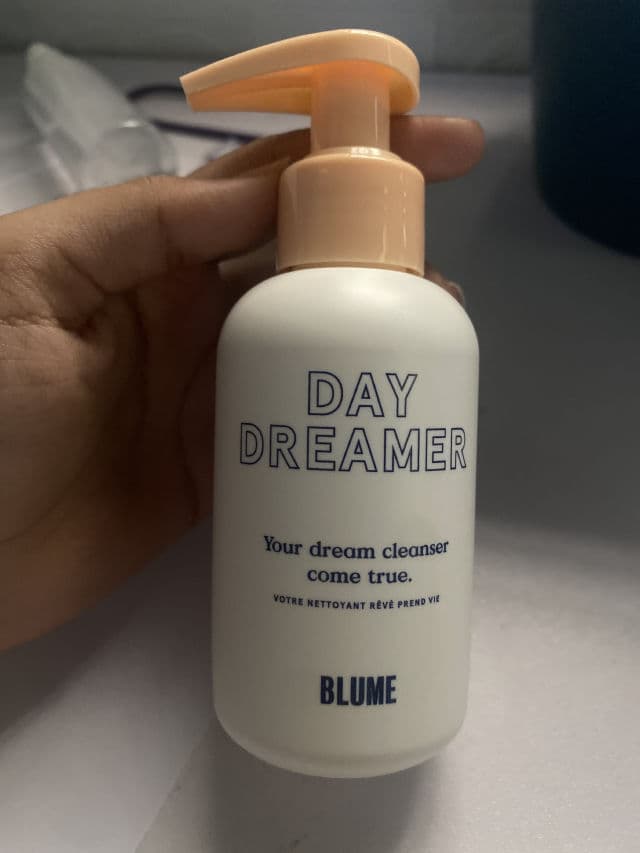 DAY
DREAMER
Your dream cleanser
come true.
VOTRE NETTOYANT RÊVÉ PREND VIE
BLUME